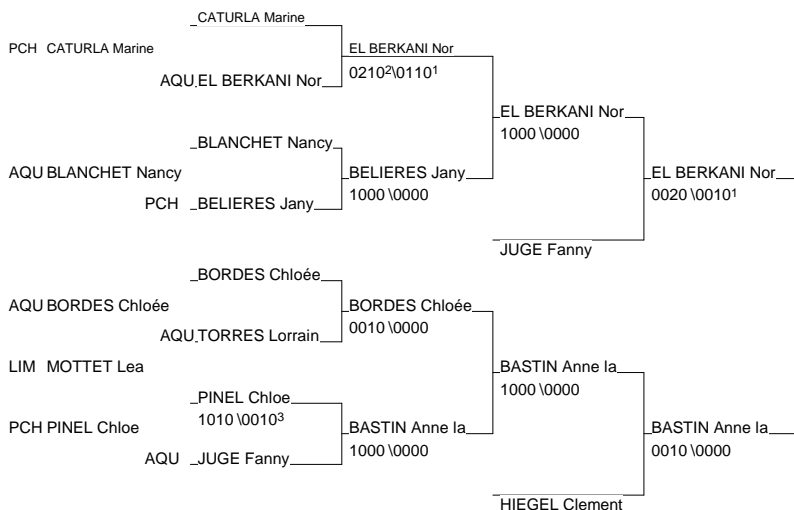 CATURLA Marine
PCH CATURLA Marine EL BERKANI Nor
AQU EL BERKANI Nor 0210²\0110¹
EL BERKANI Nor
1000 \0000
BLANCHET Nancy
AQU BLANCHET Nancy BELIERES Jany EL BERKANI Nor
PCH BELIERES Jany 1000 \0000 0020 \0010¹
JUGE Fanny
BORDES Chloée
AQU BORDES Chloée BORDES Chloée
AQU TORRES Lorrain 0010 \0000
LIM MOTTET Lea BASTIN Anne la
1000 \0000
PINEL Chloe
1010 \0010³
PCH PINEL Chloe BASTIN Anne la BASTIN Anne la
AQU JUGE Fanny 1000 \0000 0010 \0000
HIEGEL Clement